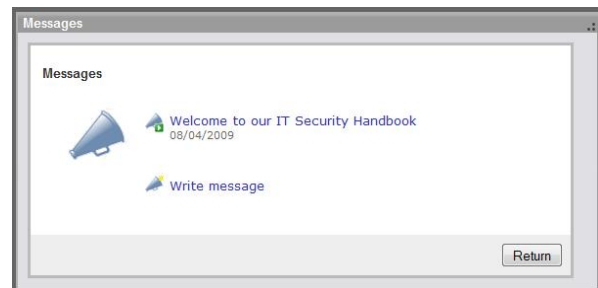 Messages
Messages
Welcome to our IT Security Handbook
08/04/2009
Write message
Return